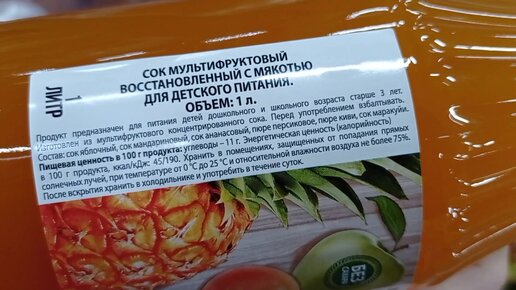 СОК МУЛЬТИФРУКТОВЫЙ
ВОССТАНОВЛЕННЫЙ С МЯКОТЬЮ
ДЛЯ ДЕТСКОГО ПИТАНИЯ.
ОБЪЕМ: 1 л.
1
ЛИТР
Продукт предназначен для питания детей дошкольного и школьного возраста старше 3 лет.
Изготовлен из мультифруктового концентрированного сока. Перед употреблением взбалтывать.
Состав: сок яблочный, сок мандариновый, сок ананасовый, пюре персиковое, пюре киви, сок маракуйи.
Пищевая ценность в 100 г продукта: углеводы – 11 г. Энергетическая ценность (калорийность)
в 100 г продукта, ккал/кДж: 45/190. Хранить в помещениях, защищенных от попадания прямых
солнечных лучей, при температуре от 0 °С до 25 °С и относительной влажности воздуха не более 75%.
После вскрытия хранить в холодильнике и употребить в течение суток.
БЕЗ